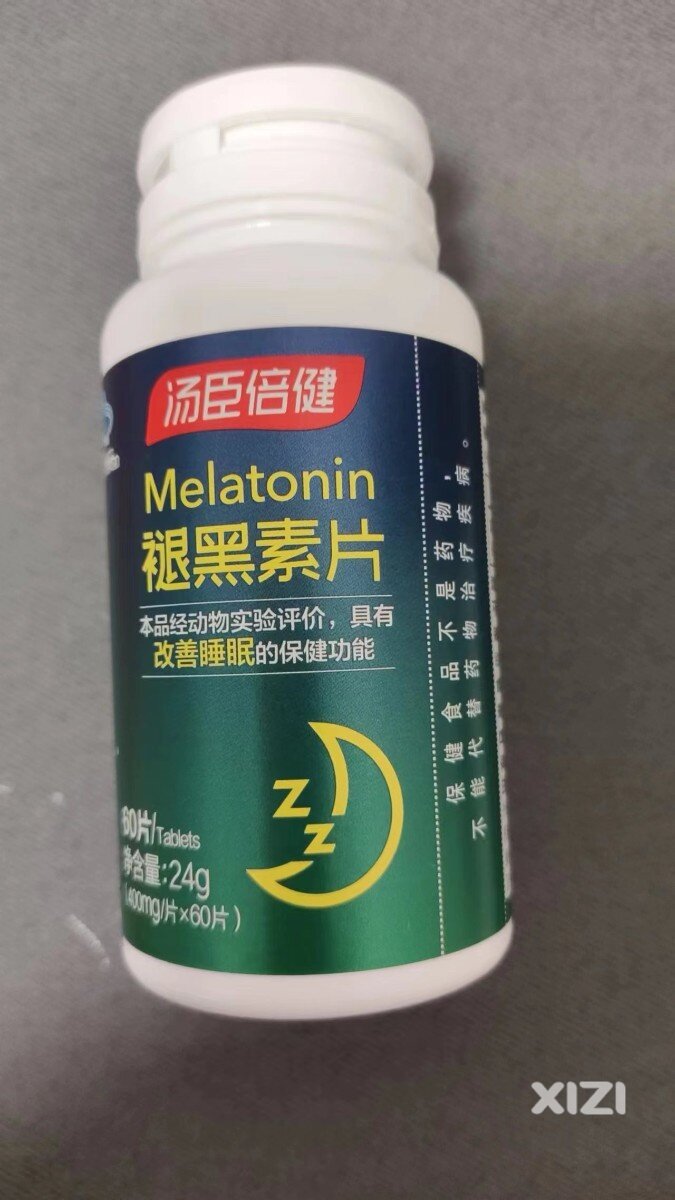 汤臣倍健
Melatonin
褪黑素片
本品经动物实验评价，具有
改善睡眠的保健功能
Z
Z
60片/Tablets
净含量:24g
(400mg/片×60片)
保健食品不是药物，
不能代替药物治疗疾病。
XIZI